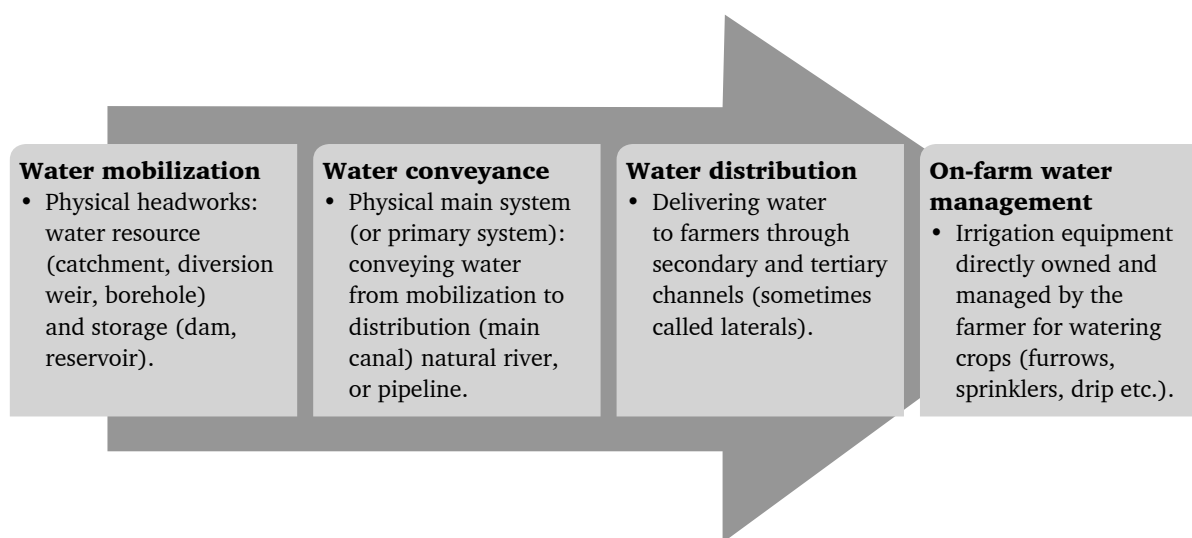 Water mobilization
• Physical headworks:
water resource
(catchment, diversion
weir, borehole)
and storage (dam,
reservoir).
Water conveyance
• Physical main system
(or primary system):
conveying water
from mobilization to
distribution (main
canal) natural river,
or pipeline.
Water distribution
• Delivering water
to farmers through
secondary and tertiary
channels (sometimes
called laterals).
On-farm water
management
• Irrigation equipment
directly owned and
managed by the
farmer for watering
crops (furrows,
sprinklers, drip etc.).